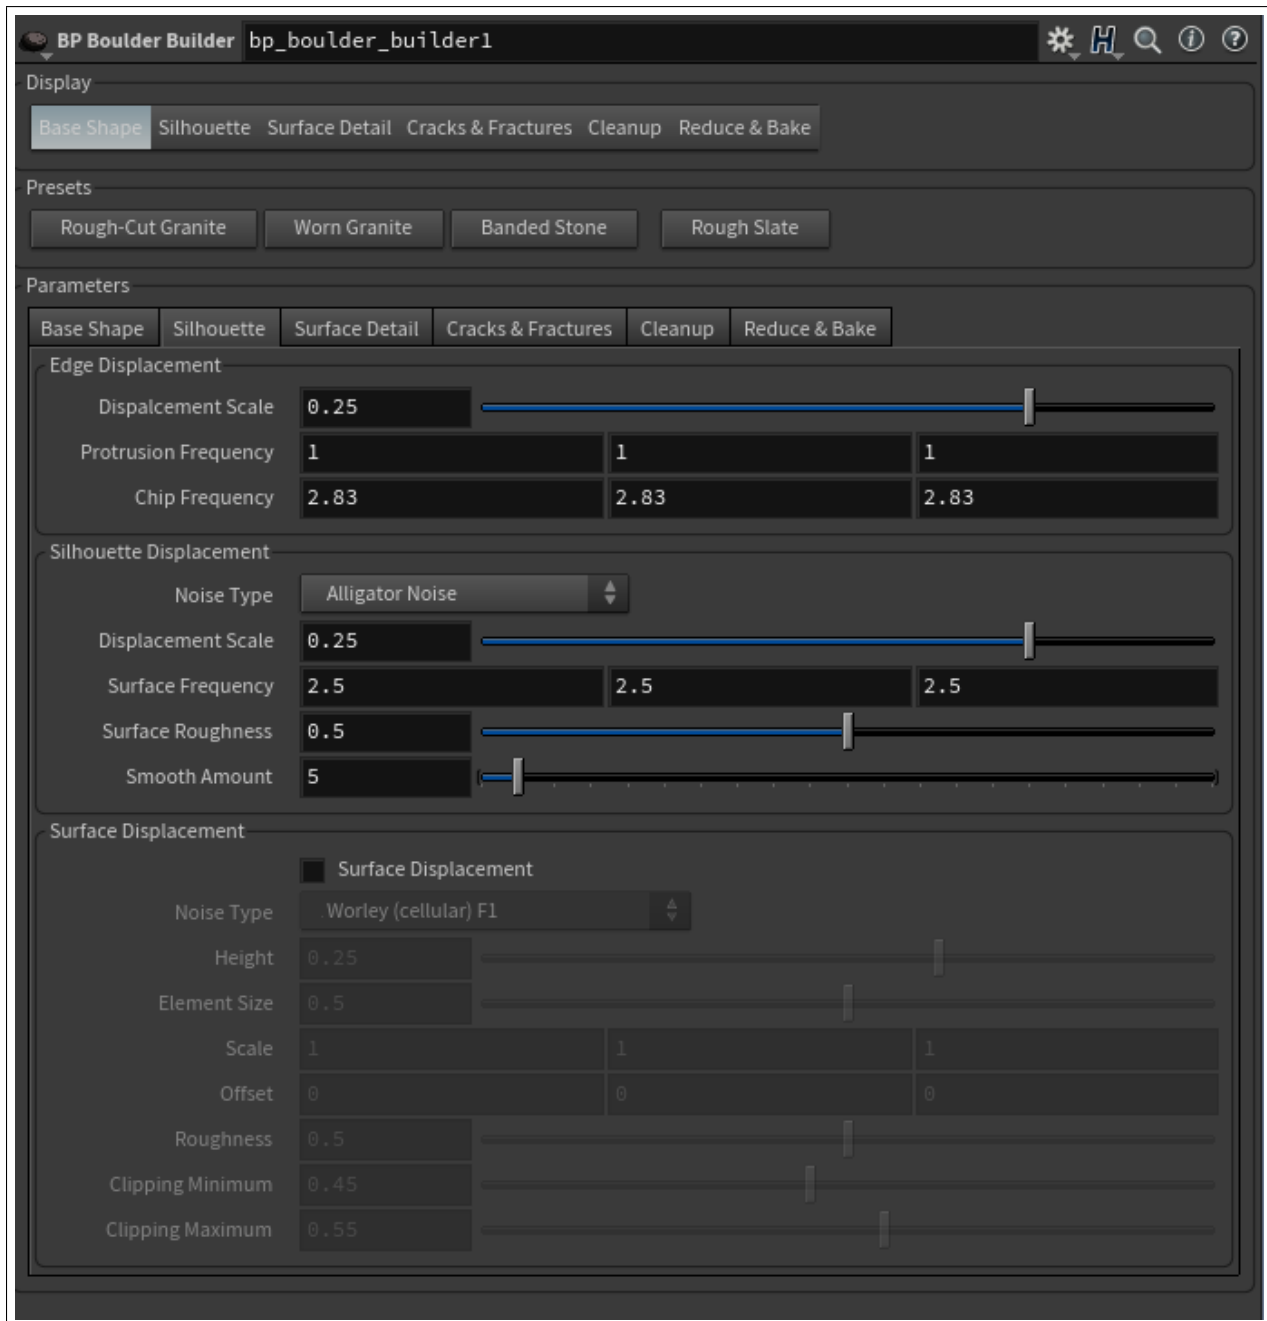 BP Boulder Builder bp_boulder_builder1
Display
Base Shape Silhouette Surface Detail Cracks & Fractures Cleanup Reduce & Bake
Presets
Rough-Cut Granite Worn Granite Banded Stone Rough Slate
Parameters
Base Shape Silhouette Surface Detail Cracks & Fractures Cleanup Reduce & Bake
Edge Displacement
Dispalcement Scale 0.25
Protrusion Frequency 1 1 1
Chip Frequency 2.83 2.83 2.83
Silhouette Displacement
Noise Type Alligator Noise
Displacement Scale 0.25
Surface Frequency 2.5 2.5 2.5
Surface Roughness 0.5
Smooth Amount 5
Surface Displacement
Surface Displacement
Noise Type Worley (cellular) F1
Height 0.25
Element Size 0.5
Scale 1 1 1
Offset 0 0 0
Roughness 0.5
Clipping Minimum 0.45
Clipping Maximum 0.55